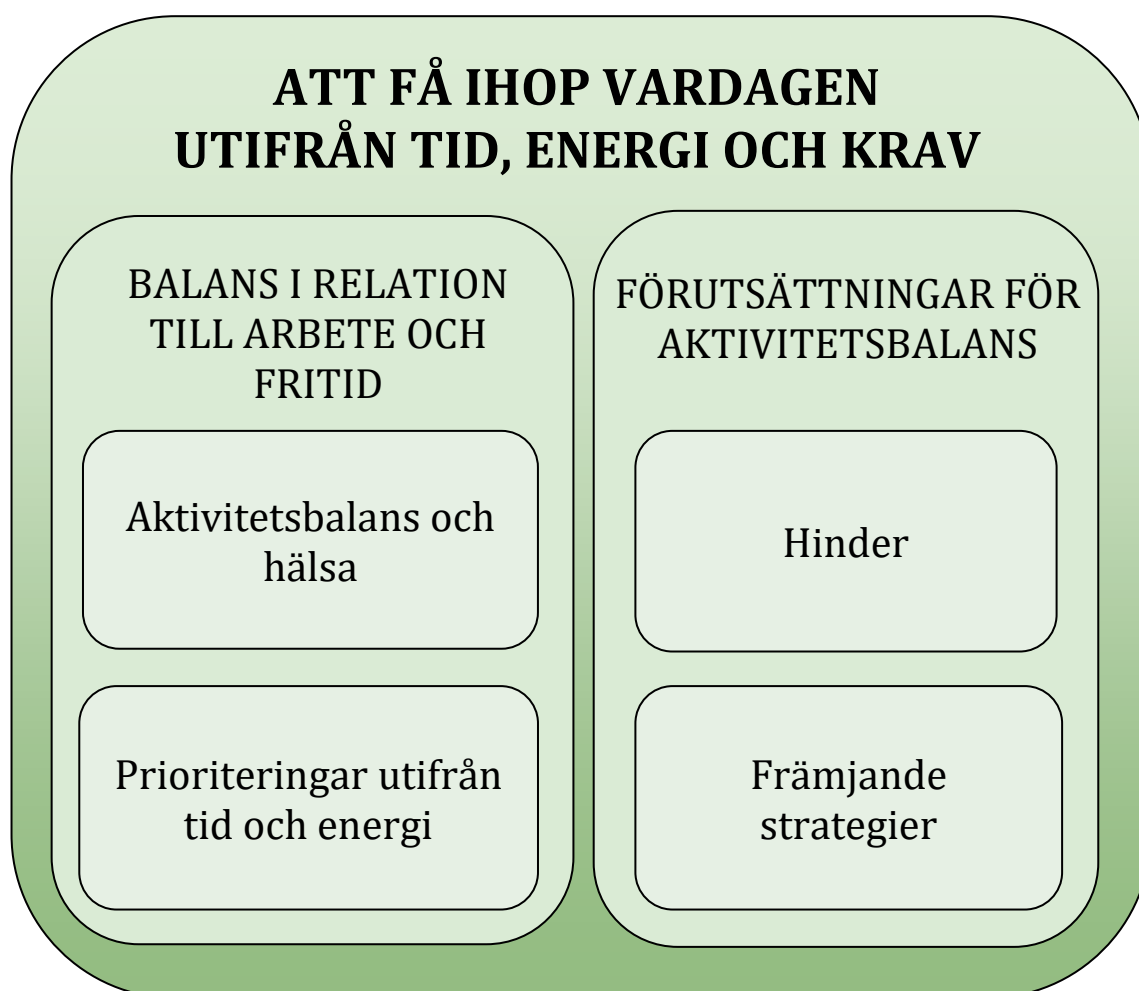 ATT FÅ IHOP VARDAGEN
UTIFRÅN TID, ENERGI OCH KRAV
BALANS I RELATION
TILL ARBETE OCH
FRITID
Aktivitetsbalans och
hälsa
Prioriteringar utifrån
tid och energi
FÖRUTSÄTTNINGAR FÖR
AKTIVITETSBALANS
Hinder
Främjande
strategier